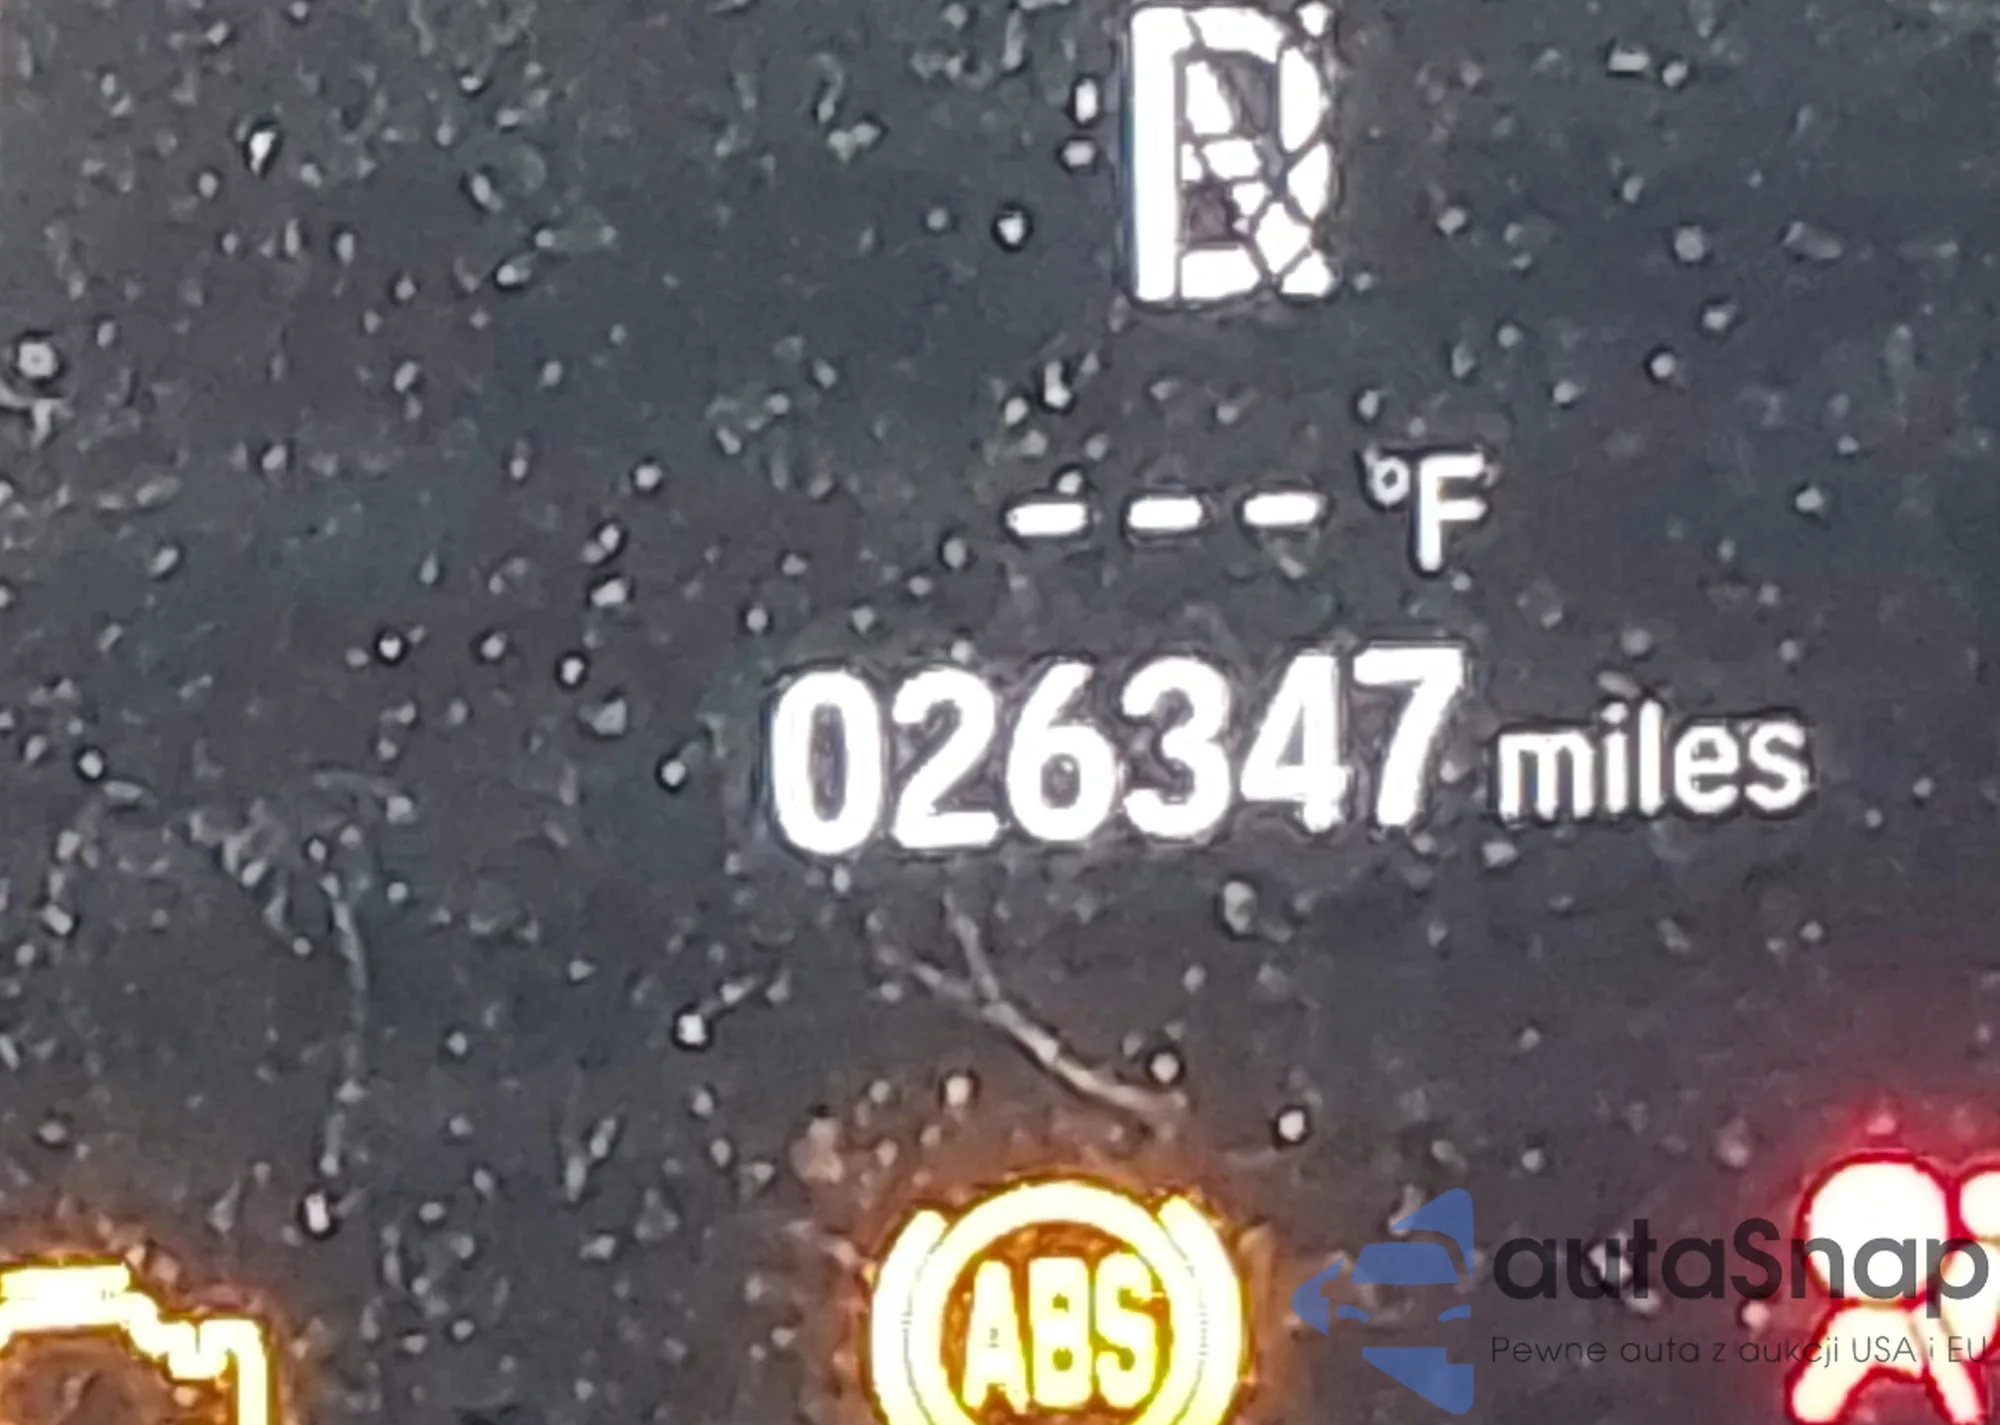 ---°F
026347 miles
ABS
autaSnap
Pewne auta z aukcji USA i EU